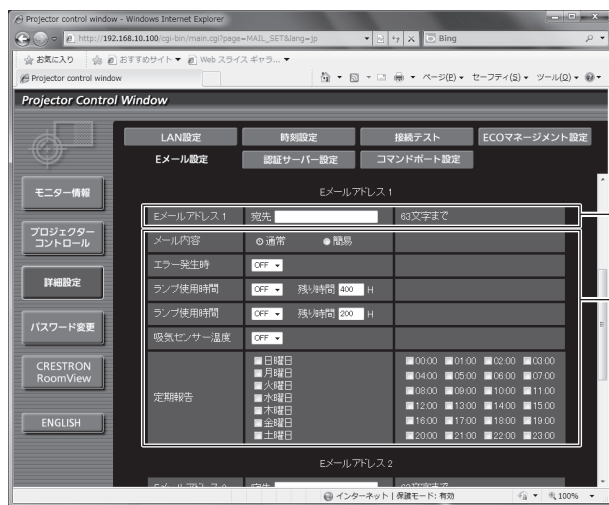 Projector control window - Windows Internet Explorer
http://192.168.10.100/cgi-bin/main.cgi?page=MAIL_SET&lang=jp
Bing
お気に入り
おすすめサイト
Web スライス ギャラ...
Projector control window
ページ(P)
セーフティ(S)
ツール(O)
Projector Control Window
LAN設定
時刻設定
接続テスト
ECOマネージメント設定
Eメール設定
認証サーバー設定
コマンドポート設定
モニター情報
プロジェクター
コントロール
詳細設定
パスワード変更
CRESTRON
RoomView
ENGLISH
Eメールアドレス 1
Eメールアドレス 1 宛先 63文字まで
メール内容 通常 簡易
エラー発生時 OFF
ランプ使用時間 OFF 残り時間 400 H
ランプ使用時間 OFF 残り時間 200 H
吸気センサー温度 OFF
定期報告
日曜日
月曜日
火曜日
水曜日
木曜日
金曜日
土曜日
00:00 01:00 02:00 03:00
04:00 05:00 06:00 07:00
08:00 09:00 10:00 11:00
12:00 13:00 14:00 15:00
16:00 17:00 18:00 19:00
20:00 21:00 22:00 23:00
Eメールアドレス 2
インターネット | 保護モード: 有効
100%